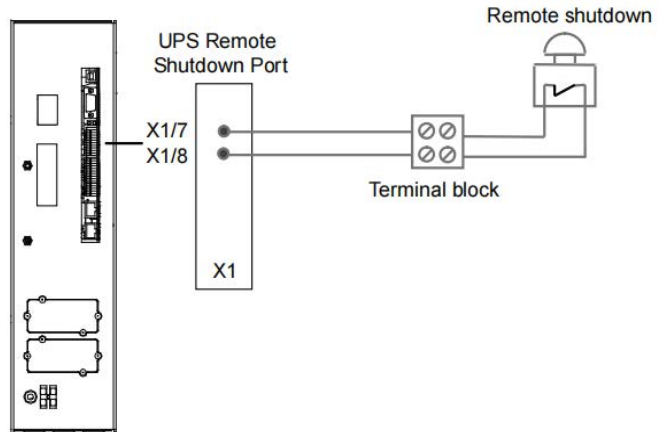 Remote shutdown
UPS Remote
Shutdown Port
X1/7
X1/8
Terminal block
X1